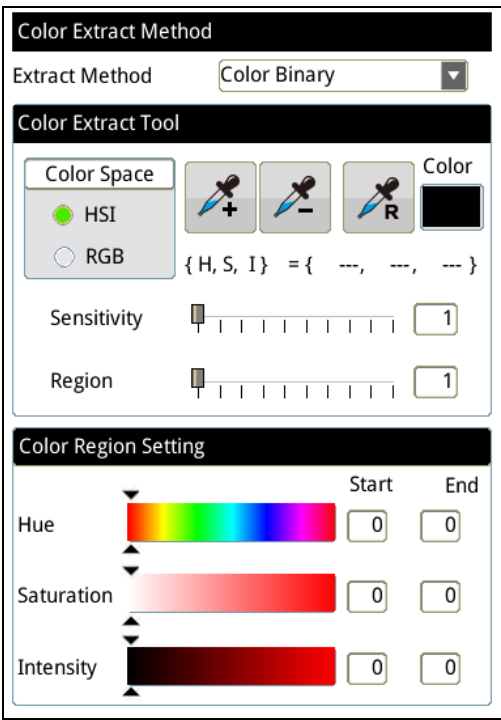 Color Extract Method
Extract Method Color Binary
Color Extract Tool
Color Space
Color
HSI
+ - R
RGB
{ H, S, I } = { ---, ---, --- }
Sensitivity 1
Region 1
Color Region Setting
Start End
Hue 0 0
Saturation 0 0
Intensity 0 0